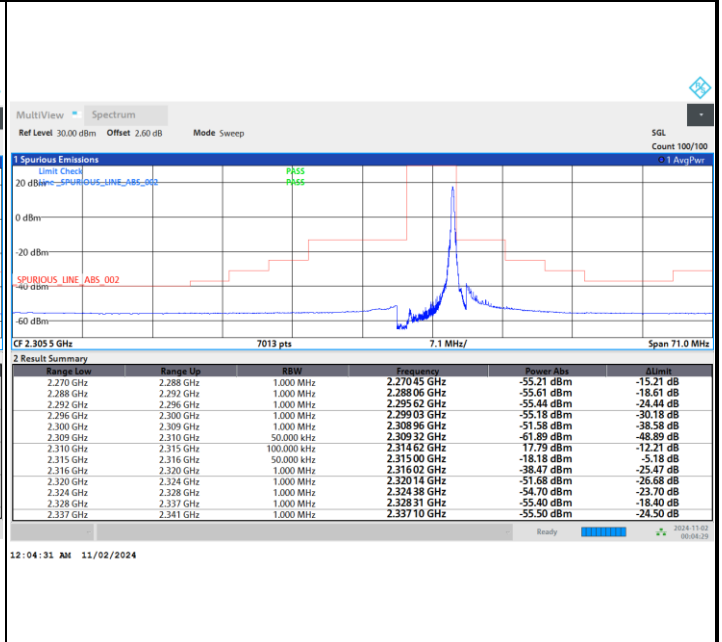 MultiView Spectrum
Ref Level 30.00 dBm Offset 2.60 dB Mode Sweep SGL
Count 100/100
1 Spurious Emissions 1 AvgPwr
Limit Check PASS
20 dBm Line _SPURIOUS_LINE_ABS_002 PASS
0 dBm
-20 dBm
_SPURIOUS_LINE_ABS_002
-40 dBm
-60 dBm
CF 2.305 5 GHz 7013 pts 7.1 MHz/ Span 71.0 MHz
2 Result Summary
Range Low Range Up RBW Frequency Power Abs ΔLimit
2.270 GHz 2.288 GHz 1.000 MHz 2.270 45 GHz -55.21 dBm -15.21 dB
2.288 GHz 2.292 GHz 1.000 MHz 2.288 06 GHz -55.61 dBm -18.61 dB
2.292 GHz 2.296 GHz 1.000 MHz 2.295 62 GHz -55.44 dBm -24.44 dB
2.296 GHz 2.300 GHz 1.000 MHz 2.299 03 GHz -55.18 dBm -30.18 dB
2.300 GHz 2.309 GHz 1.000 MHz 2.308 96 GHz -51.58 dBm -38.58 dB
2.309 GHz 2.310 GHz 50.000 kHz 2.309 32 GHz -61.89 dBm -48.89 dB
2.310 GHz 2.315 GHz 100.000 kHz 2.314 62 GHz 17.79 dBm -12.21 dB
2.315 GHz 2.316 GHz 50.000 kHz 2.315 00 GHz -18.18 dBm -5.18 dB
2.316 GHz 2.320 GHz 1.000 MHz 2.316 02 GHz -38.47 dBm -25.47 dB
2.320 GHz 2.324 GHz 1.000 MHz 2.320 14 GHz -51.68 dBm -26.68 dB
2.324 GHz 2.328 GHz 1.000 MHz 2.324 38 GHz -54.70 dBm -23.70 dB
2.328 GHz 2.337 GHz 1.000 MHz 2.328 31 GHz -55.40 dBm -18.40 dB
2.337 GHz 2.341 GHz 1.000 MHz 2.337 10 GHz -55.50 dBm -24.50 dB
Ready 2024-11-02
00:04:29
12:04:31 AM 11/02/2024